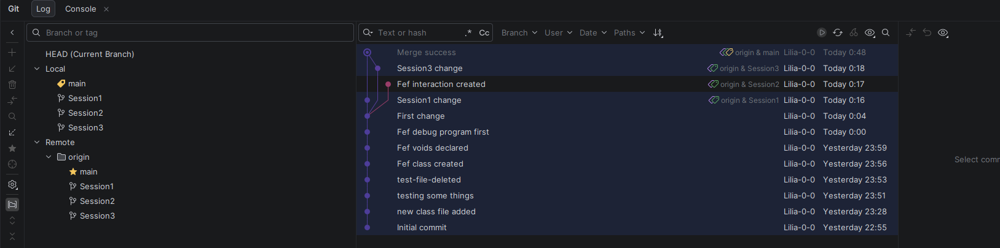 Git Log Console
Branch or tag
HEAD (Current Branch)
Local
main
Session1
Session2
Session3
Remote
origin
main
Session1
Session2
Session3
Text or hash .* Cc Branch User Date Paths
Merge success origin & main Lilia-0-0 Today 0:48
Session3 change origin & Session3 Lilia-0-0 Today 0:18
Fef interaction created origin & Session2 Lilia-0-0 Today 0:17
Session1 change origin & Session1 Lilia-0-0 Today 0:16
First change Lilia-0-0 Today 0:04
Fef debug program first Lilia-0-0 Today 0:00
Fef voids declared Lilia-0-0 Yesterday 23:59
Fef class created Lilia-0-0 Yesterday 23:56
test-file-deleted Lilia-0-0 Yesterday 23:53
testing some things Lilia-0-0 Yesterday 23:51
new class file added Lilia-0-0 Yesterday 23:28
Initial commit Lilia-0-0 Yesterday 22:55
Select comm